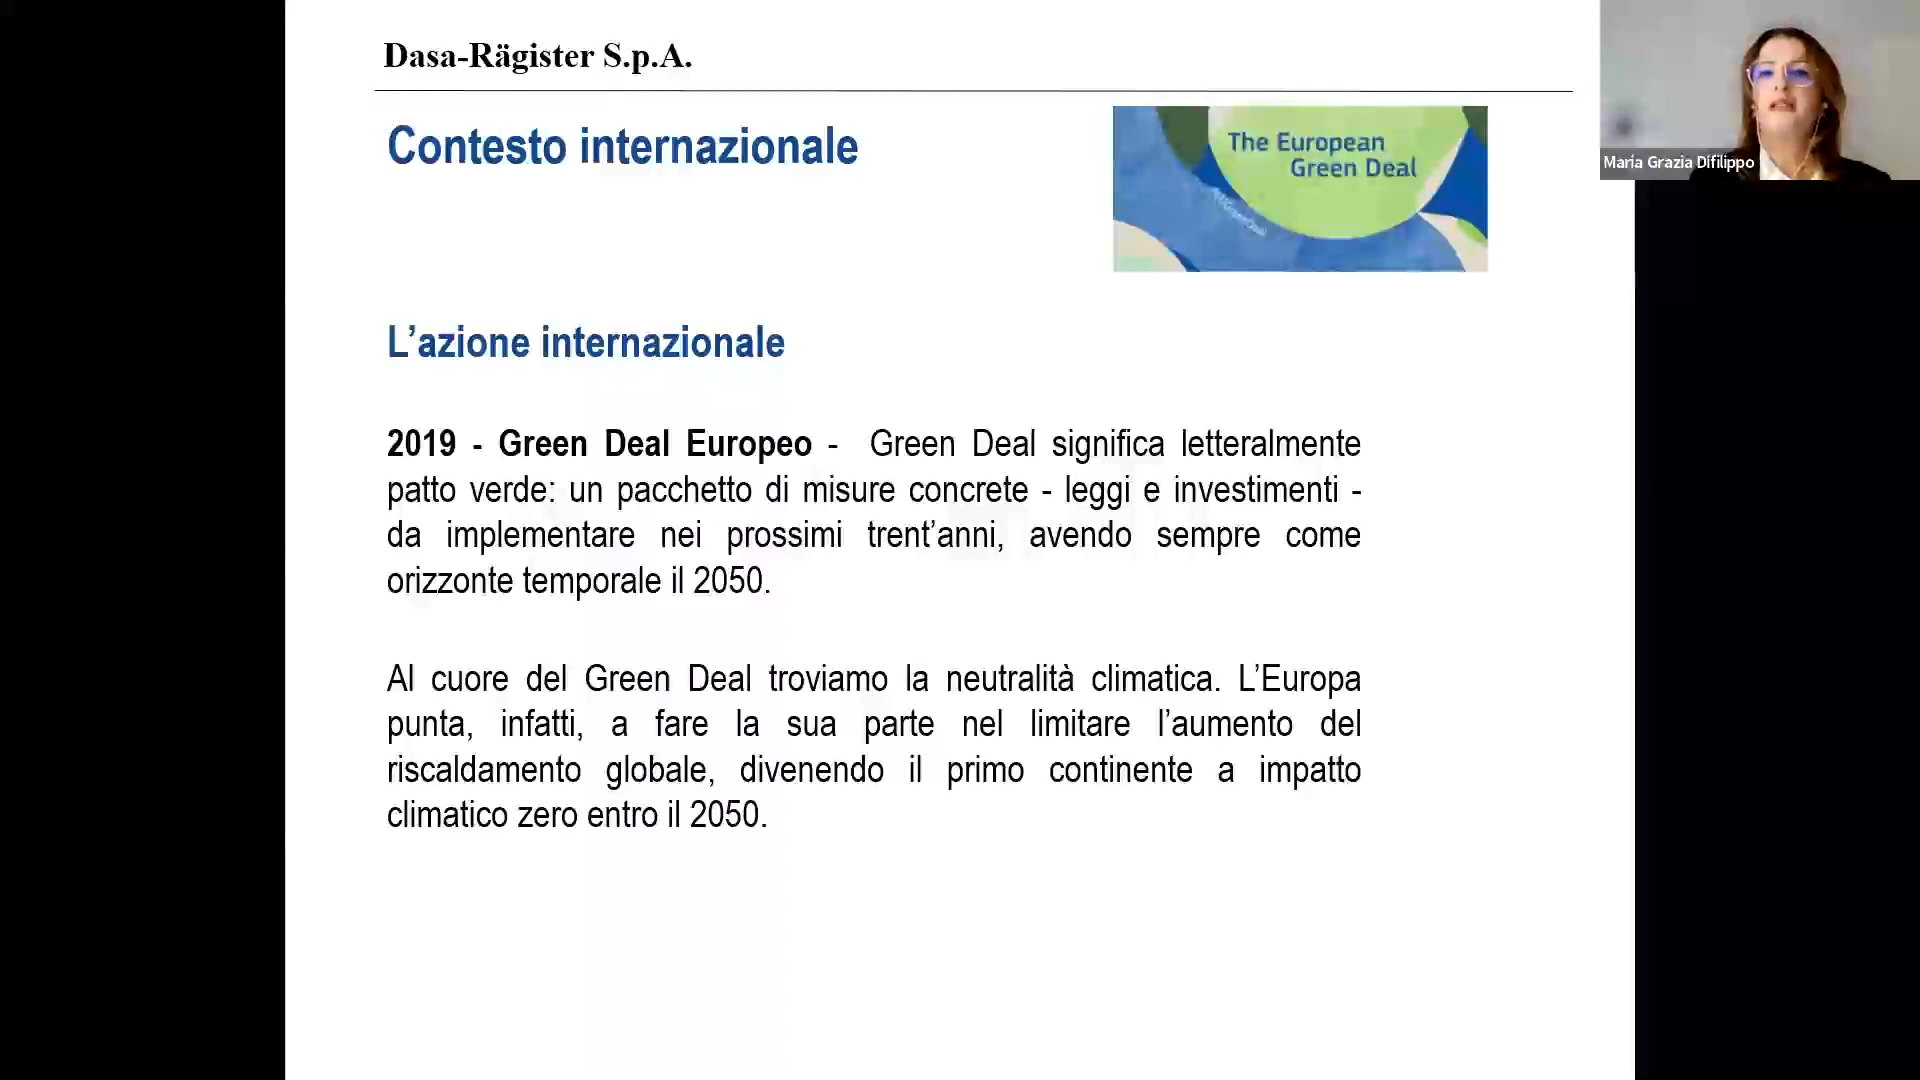 Dasa-Rägister S.p.A.
Contesto internazionale
The European
Green Deal
Maria Grazia Difilippo
L’azione internazionale
2019 - Green Deal Europeo - Green Deal significa letteralmente
patto verde: un pacchetto di misure concrete - leggi e investimenti -
da implementare nei prossimi trent’anni, avendo sempre come
orizzonte temporale il 2050.
Al cuore del Green Deal troviamo la neutralità climatica. L’Europa
punta, infatti, a fare la sua parte nel limitare l’aumento del
riscaldamento globale, divenendo il primo continente a impatto
climatico zero entro il 2050.